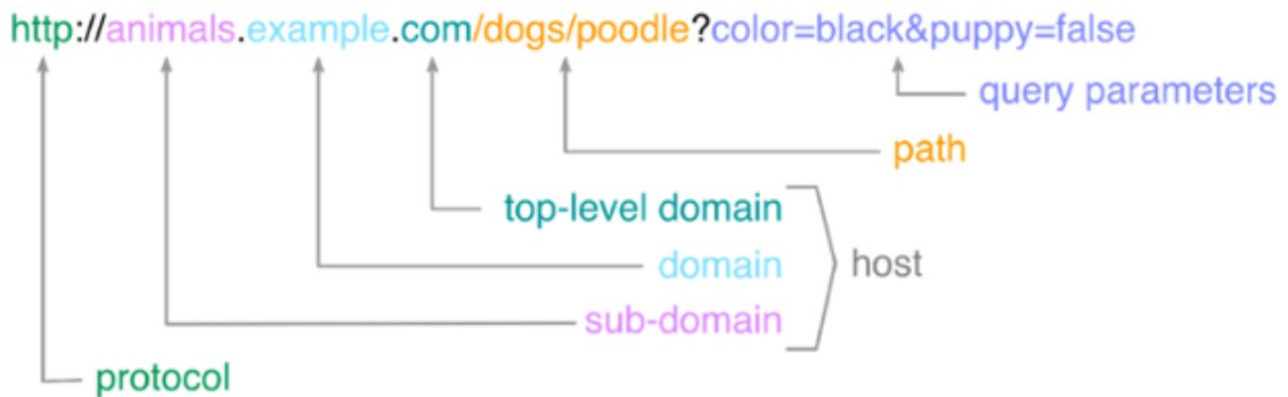 http://animals.example.com/dogs/poodle?color=black&puppy=false
query parameters
path
top-level domain
domain
host
sub-domain
protocol